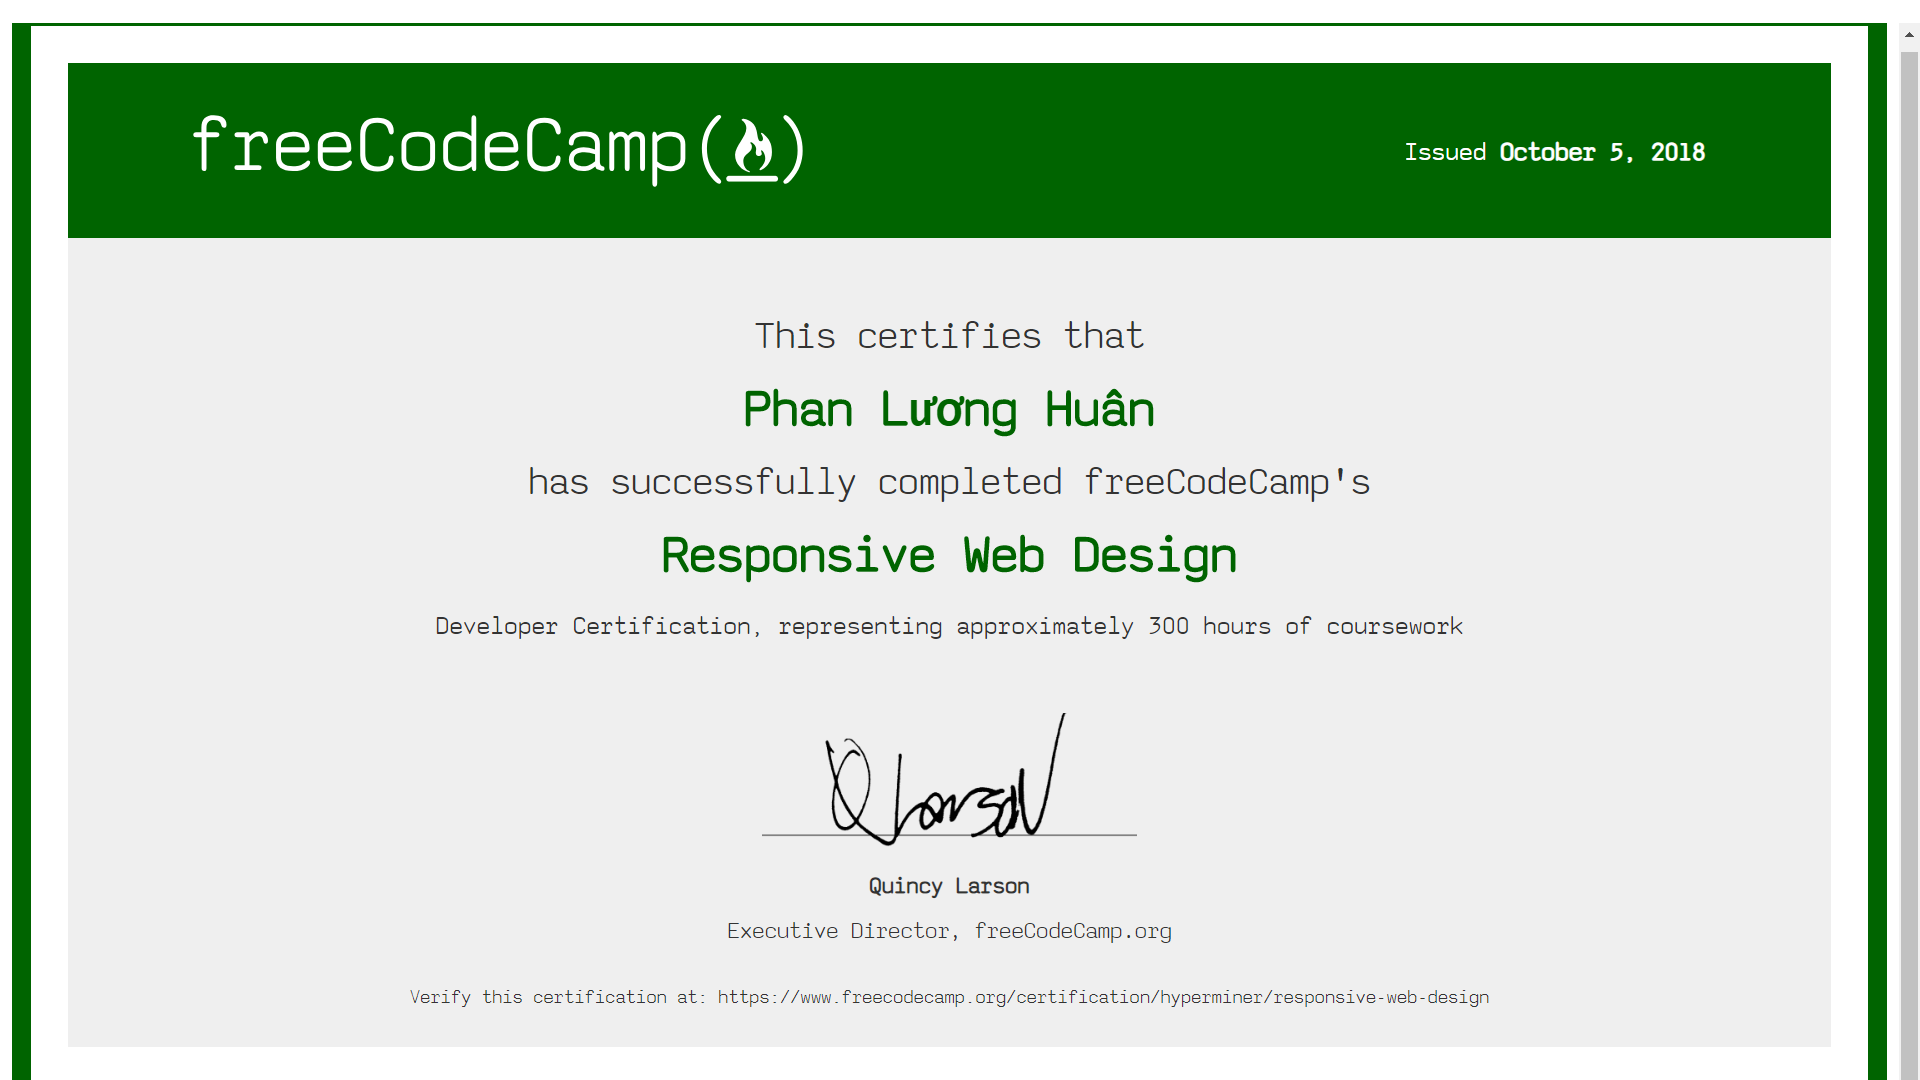 freeCodeCamp(🔥)
Issued October 5, 2018
This certifies that
Phan Lương Huân
has successfully completed freeCodeCamp's
Responsive Web Design
Developer Certification, representing approximately 300 hours of coursework
Q Larson
Quincy Larson
Executive Director, freeCodeCamp.org
Verify this certification at: https://www.freecodecamp.org/certification/hyperminer/responsive-web-design